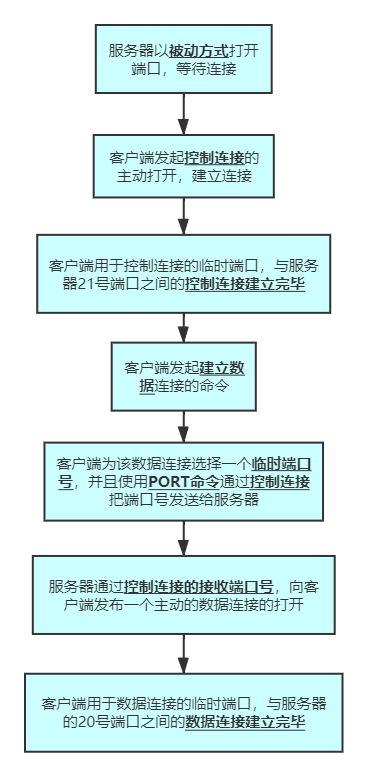 服务器以被动方式打开
端口，等待连接
客户端发起控制连接的
主动打开，建立连接
客户端用于控制连接的临时端口，与服务
器21号端口之间的控制连接建立完毕
客户端发起建立数
据连接的命令
客户端为该数据连接选择一个临时端口
号，并且使用PORT命令通过控制连接
把端口号发送给服务器
服务器通过控制连接的接收端口号，向客
户端发布一个主动的数据连接的打开
客户端用于数据连接的临时端口，与服务器
的20号端口之间的数据连接建立完毕